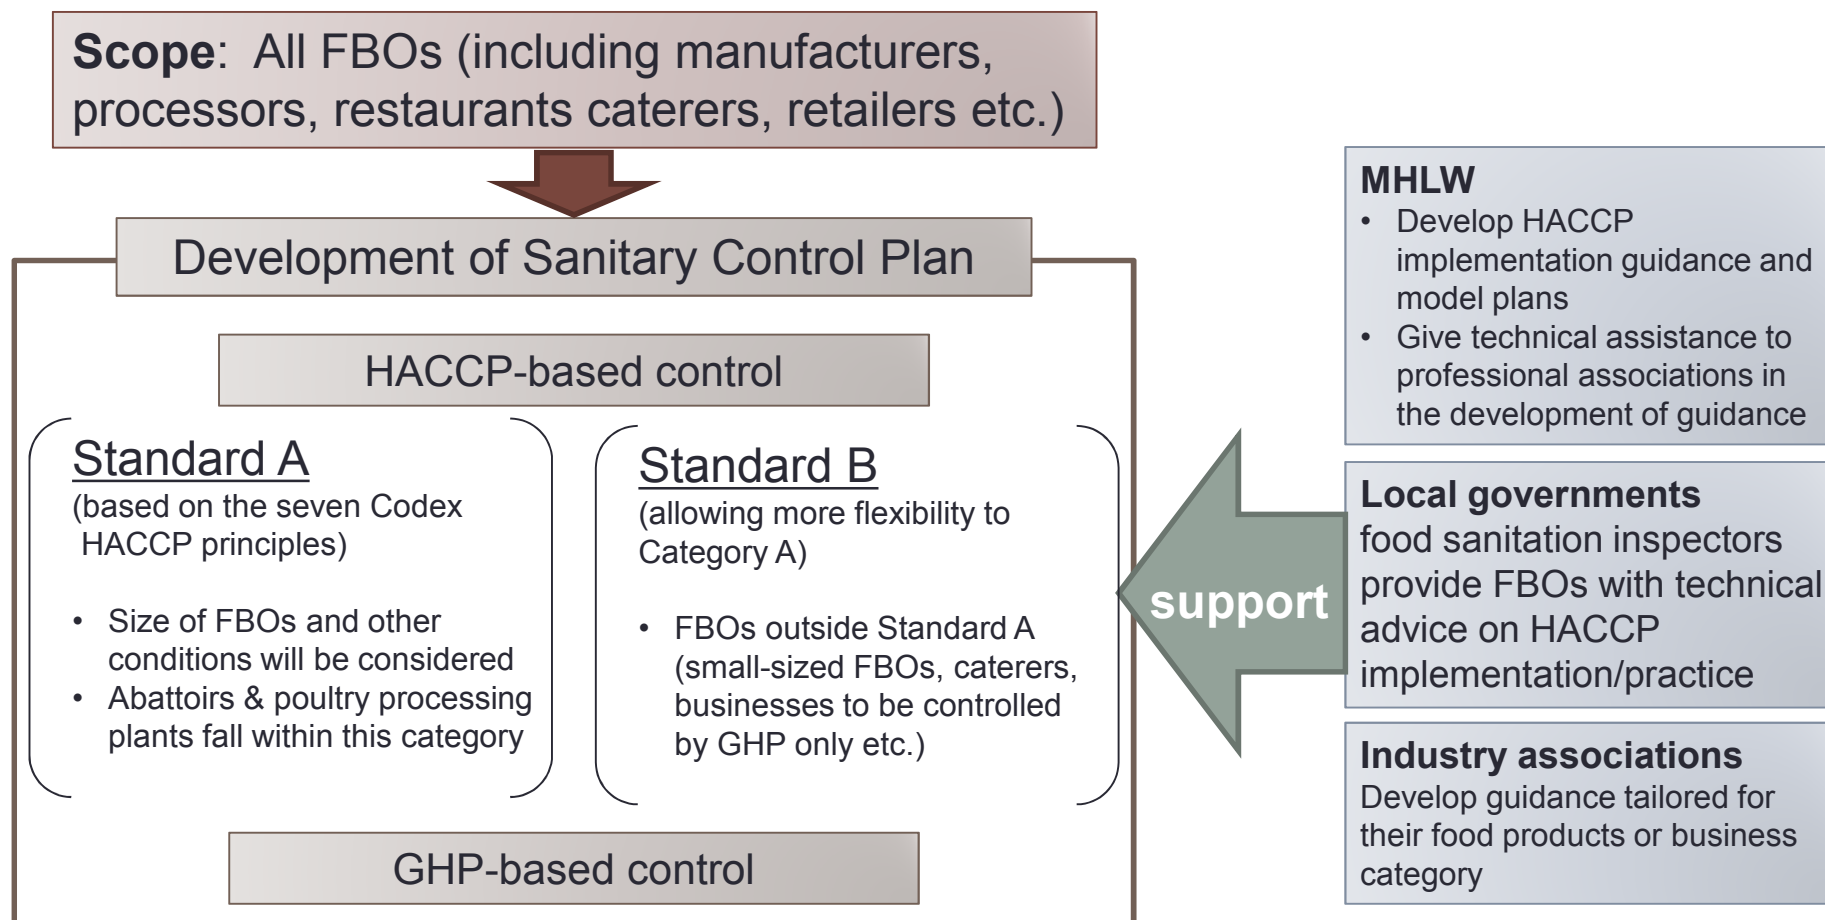 Scope: All FBOs (including manufacturers,
processors, restaurants caterers, retailers etc.)
Development of Sanitary Control Plan
HACCP-based control
Standard A
(based on the seven Codex
HACCP principles)
• Size of FBOs and other
conditions will be considered
• Abattoirs & poultry processing
plants fall within this category
Standard B
(allowing more flexibility to
Category A)
• FBOs outside Standard A
(small-sized FBOs, caterers,
businesses to be controlled
by GHP only etc.)
GHP-based control
support
MHLW
• Develop HACCP
implementation guidance and
model plans
• Give technical assistance to
professional associations in
the development of guidance
Local governments
food sanitation inspectors
provide FBOs with technical
advice on HACCP
implementation/practice
Industry associations
Develop guidance tailored for
their food products or business
category